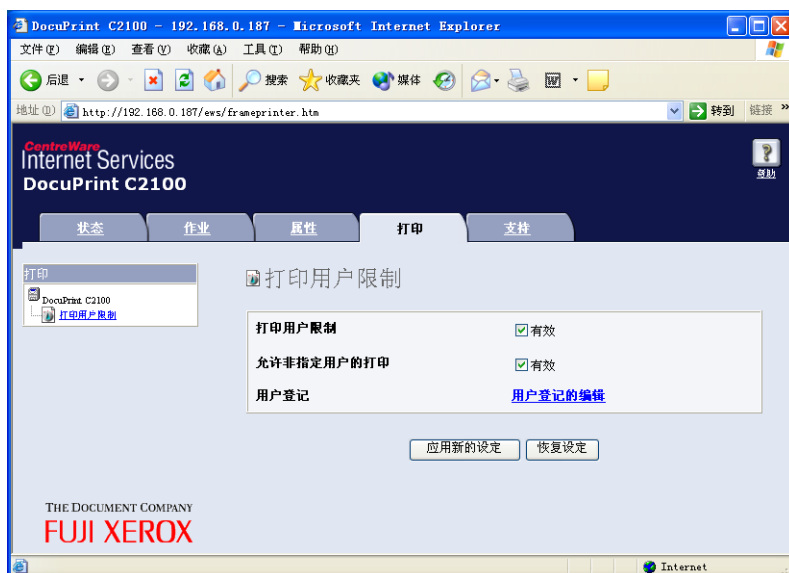 DocuPrint C2100 - 192.168.0.187 - Microsoft Internet Explorer
文件(F) 编辑(E) 查看(V) 收藏(A) 工具(T) 帮助(H)
后退 搜索 收藏夹 媒体
地址(D) http://192.168.0.187/ews/frameprinter.htm 转到 链接 »
CentreWare
Internet Services
DocuPrint C2100
帮助
状态 作业 属性 打印 支持
打印
DocuPrint C2100
打印用户限制
打印用户限制
打印用户限制 有效
允许非指定用户的打印 有效
用户登记 用户登记的编辑
应用新的设定 恢复设定
THE DOCUMENT COMPANY
FUJI XEROX
Internet